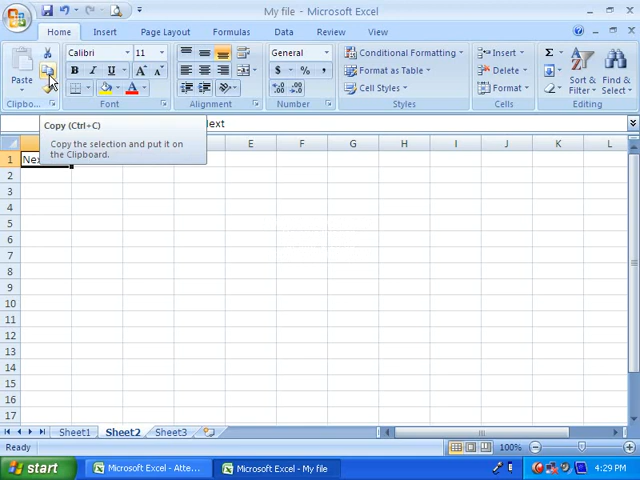 My file - Microsoft Excel
Home Insert Page Layout Formulas Data Review View
Paste
Calibri 11
General
Conditional Formatting
Format as Table
Cell Styles
Insert
Delete
Format
Sort &
Filter
Find &
Select
Clipbo... Font Alignment Number Styles Cells Editing
Copy (Ctrl+C)
Copy the selection and put it on
the Clipboard.
E F G H I J K L
1
2
3
4
5
6
7
8
9
10
11
12
13
14
15
16
17
Sheet1 Sheet2 Sheet3
Ready 100%
start Microsoft Excel - Atte... Microsoft Excel - My file 4:29 PM